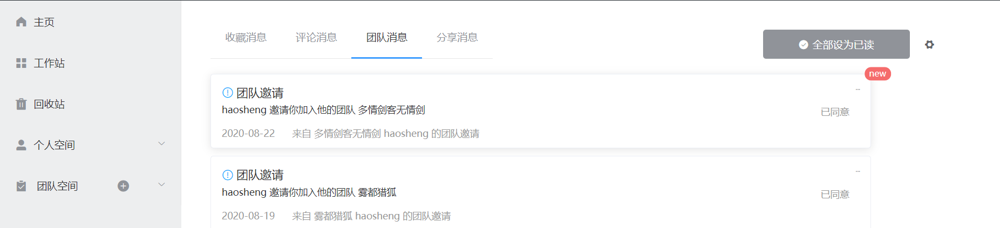 主页
工作站
回收站
个人空间
团队空间
收藏消息 评论消息 团队消息 分享消息
全部设为已读
new
团队邀请
haosheng 邀请你加入他的团队 多情剑客无情剑
已同意
2020-08-22 来自 多情剑客无情剑 haosheng 的团队邀请
团队邀请
haosheng 邀请你加入他的团队 雾都猎狐
已同意
2020-08-19 来自 雾都猎狐 haosheng 的团队邀请